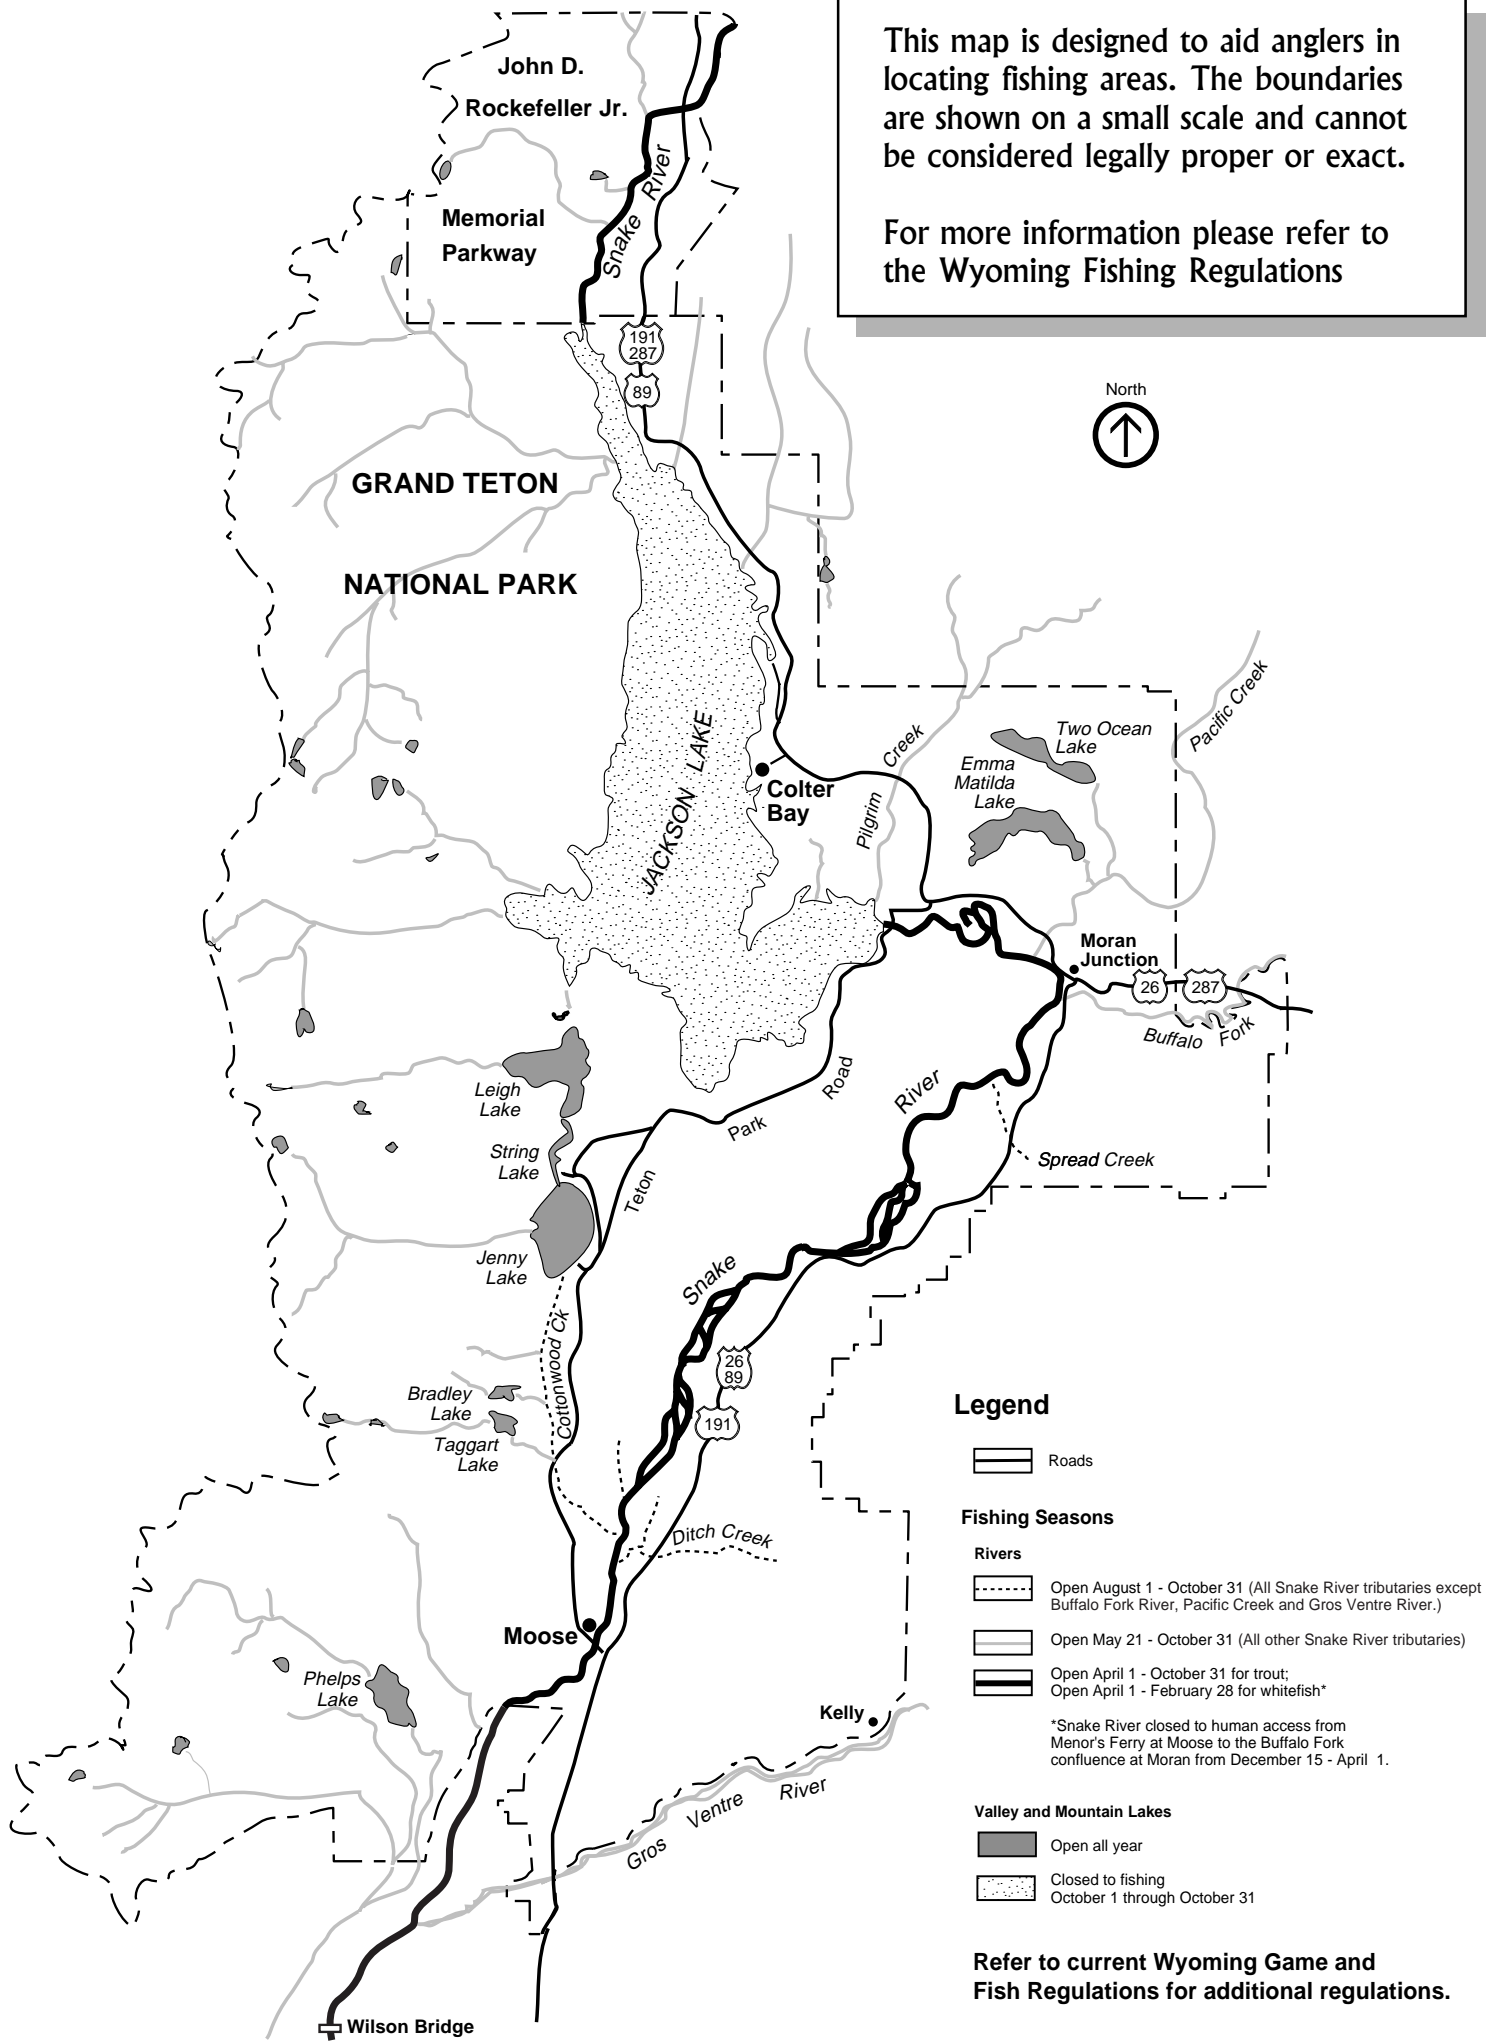 This map is designed to aid anglers in
locating fishing areas. The boundaries
are shown on a small scale and cannot
be considered legally proper or exact.
For more information please refer to
the Wyoming Fishing Regulations
John D.
Rockefeller Jr.
Memorial
Parkway
Snake River
191
287
89
North
GRAND TETON
NATIONAL PARK
JACKSON LAKE
Colter
Bay
Pilgrim Creek
Two Ocean
Lake
Emma
Matilda
Lake
Pacific Creek
Moran
Junction
26
287
Buffalo Fork
Leigh
Lake
String
Lake
Jenny
Lake
Teton Park Road
Snake River
Spread Creek
26
89
191
Cottonwood Ck
Bradley
Lake
Taggart
Lake
Ditch Creek
Moose
Phelps
Lake
Kelly
Gros Ventre River
Wilson Bridge
Legend
Roads
Fishing Seasons
Rivers
Open August 1 - October 31 (All Snake River tributaries except
Buffalo Fork River, Pacific Creek and Gros Ventre River.)
Open May 21 - October 31 (All other Snake River tributaries)
Open April 1 - October 31 for trout;
Open April 1 - February 28 for whitefish*
*Snake River closed to human access from
Menor's Ferry at Moose to the Buffalo Fork
confluence at Moran from December 15 - April 1.
Valley and Mountain Lakes
Open all year
Closed to fishing
October 1 through October 31
Refer to current Wyoming Game and
Fish Regulations for additional regulations.